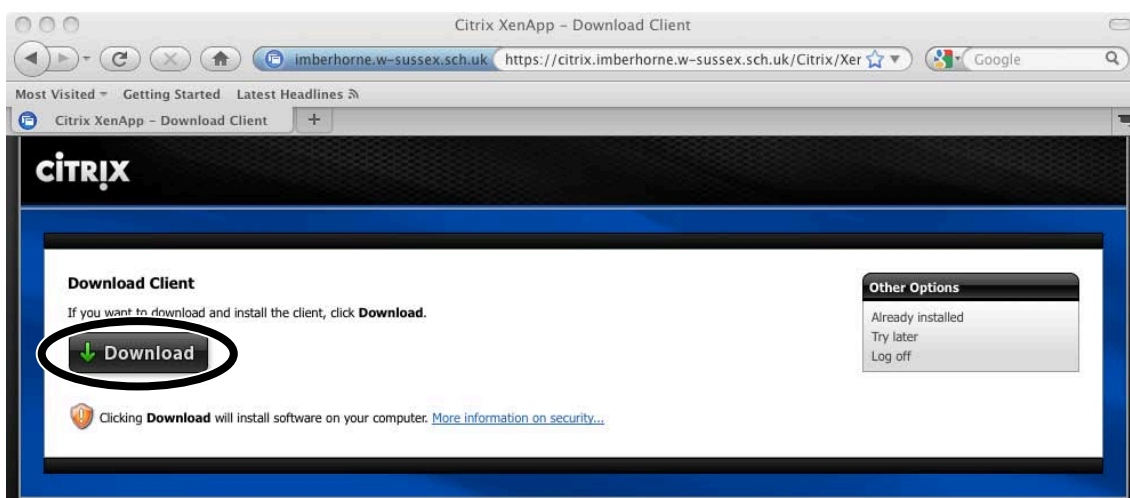 Citrix XenApp – Download Client
imberhorne.w-sussex.sch.uk https://citrix.imberhorne.w-sussex.sch.uk/Citrix/Xer Google
Most Visited Getting Started Latest Headlines
Citrix XenApp – Download Client +
CİTRIX
Download Client
If you want to download and install the client, click Download.
Download
Clicking Download will install software on your computer. More information on security...
Other Options
Already installed
Try later
Log off